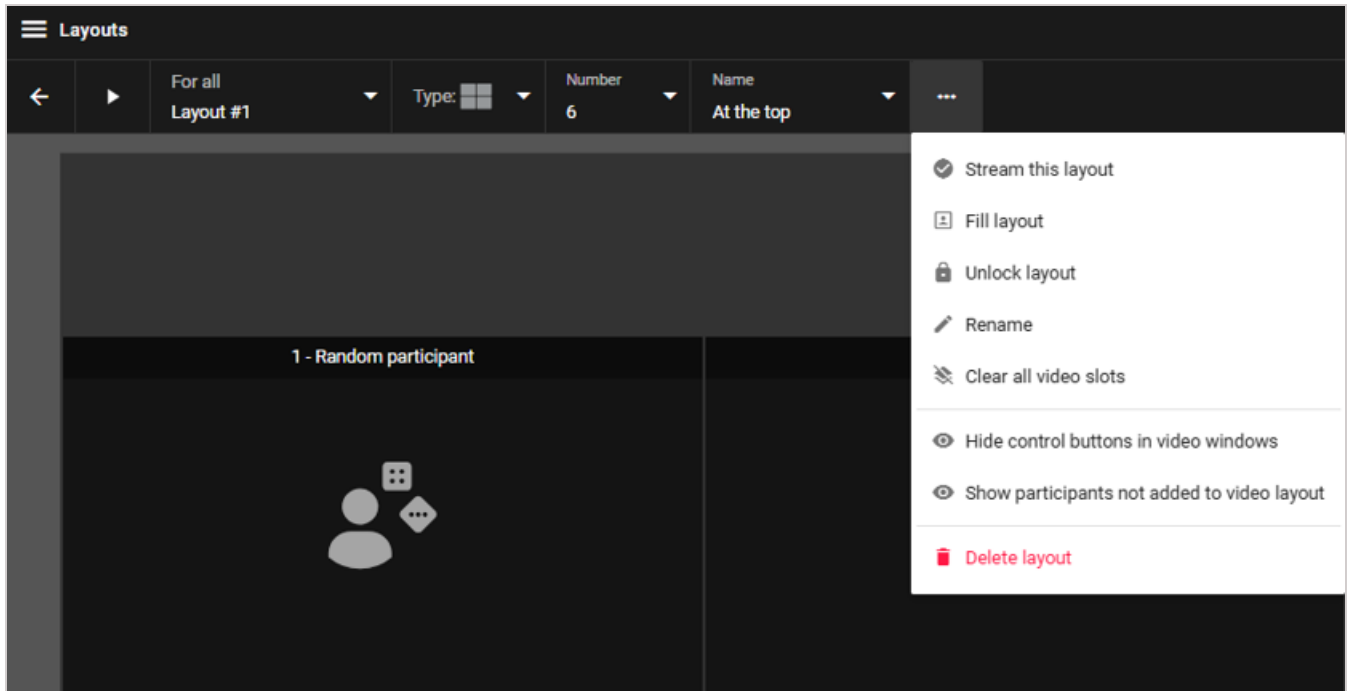 Layouts
For all
Layout #1
Type:
Number
6
Name
At the top
Stream this layout
Fill layout
Unlock layout
Rename
Clear all video slots
Hide control buttons in video windows
Show participants not added to video layout
Delete layout
1 - Random participant